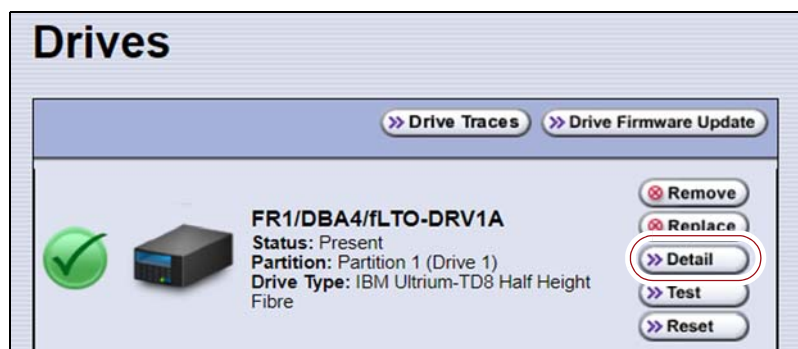 Drives
Drive Traces
Drive Firmware Update
FR1/DBA4/fLTO-DRV1A
Status: Present
Partition: Partition 1 (Drive 1)
Drive Type: IBM Ultrium-TD8 Half Height
Fibre
Remove
Replace
Detail
Test
Reset